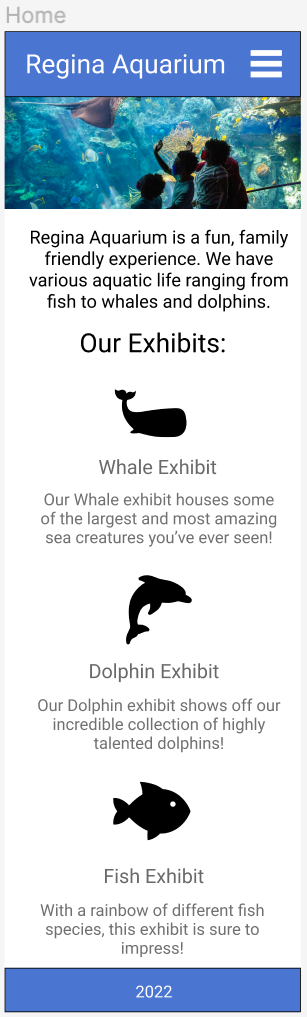 Home
Regina Aquarium
Regina Aquarium is a fun, family
friendly experience. We have
various aquatic life ranging from
fish to whales and dolphins.
Our Exhibits:
Whale Exhibit
Our Whale exhibit houses some
of the largest and most amazing
sea creatures you’ve ever seen!
Dolphin Exhibit
Our Dolphin exhibit shows off our
incredible collection of highly
talented dolphins!
Fish Exhibit
With a rainbow of different fish
species, this exhibit is sure to
impress!
2022